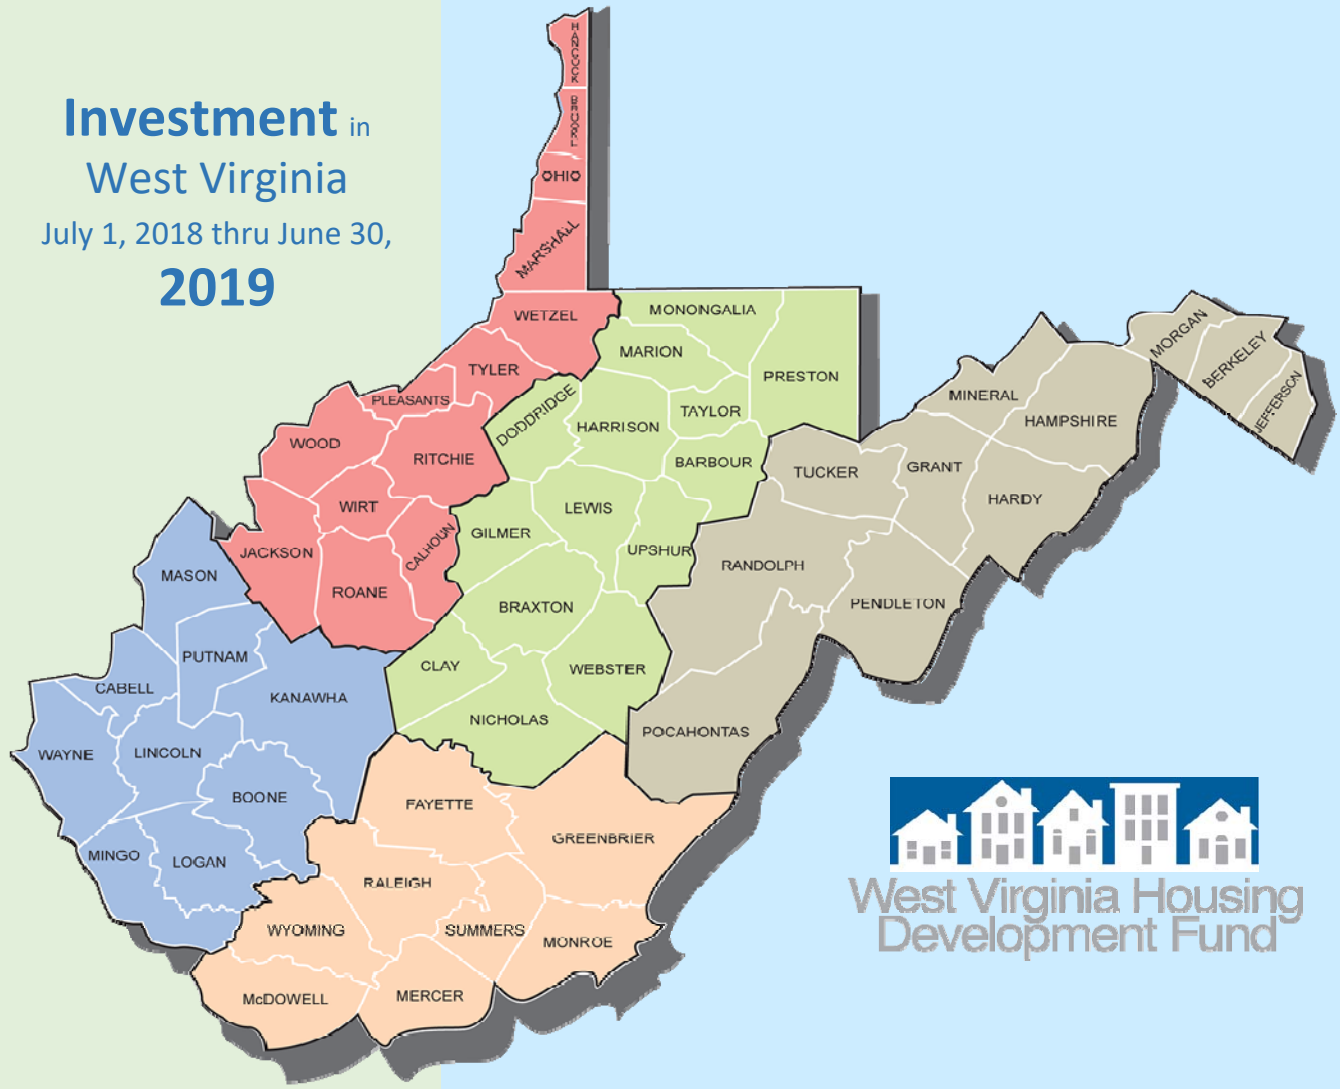 Investment in
West Virginia
July 1, 2018 thru June 30,
2019
HANCOCK
OHIO
MARSHALL
WETZEL
MONONGALIA
MARION
TYLER
PRESTON
PLEASANTS
DODDRIDGE
TAYLOR
HARRISON
WOOD
RITCHIE
BARBOUR
MORGAN
BERKELEY
JEFFERSON
MINERAL
HAMPSHIRE
TUCKER
GRANT
HARDY
WIRT
LEWIS
GILMER
CALHOUN
UPSHUR
JACKSON
ROANE
RANDOLPH
MASON
BRAXTON
PENDLETON
PUTNAM
CLAY
WEBSTER
CABELL
KANAWHA
NICHOLAS
POCAHONTAS
WAYNE
LINCOLN
BOONE
FAYETTE
GREENBRIER
MINGO
LOGAN
RALEIGH
WYOMING
SUMMERS
MONROE
McDOWELL
MERCER
West Virginia Housing
Development Fund